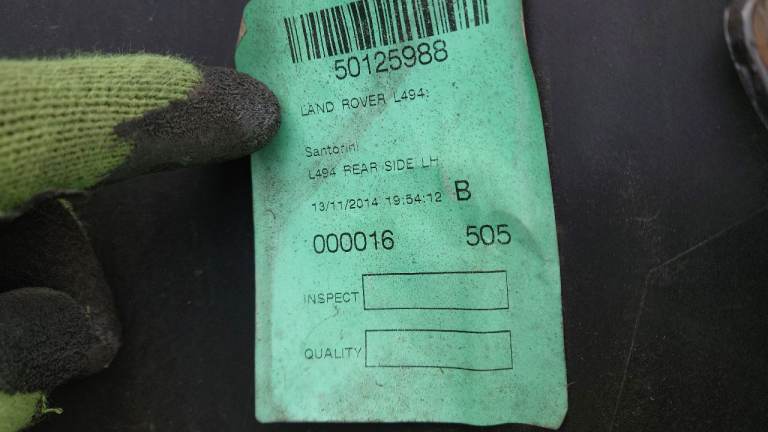 50125988
LAND ROVER L494
Santorini
L494 REAR SIDE LH
13/11/2014 19:54:12 B
000016 505
INSPECT
QUALITY